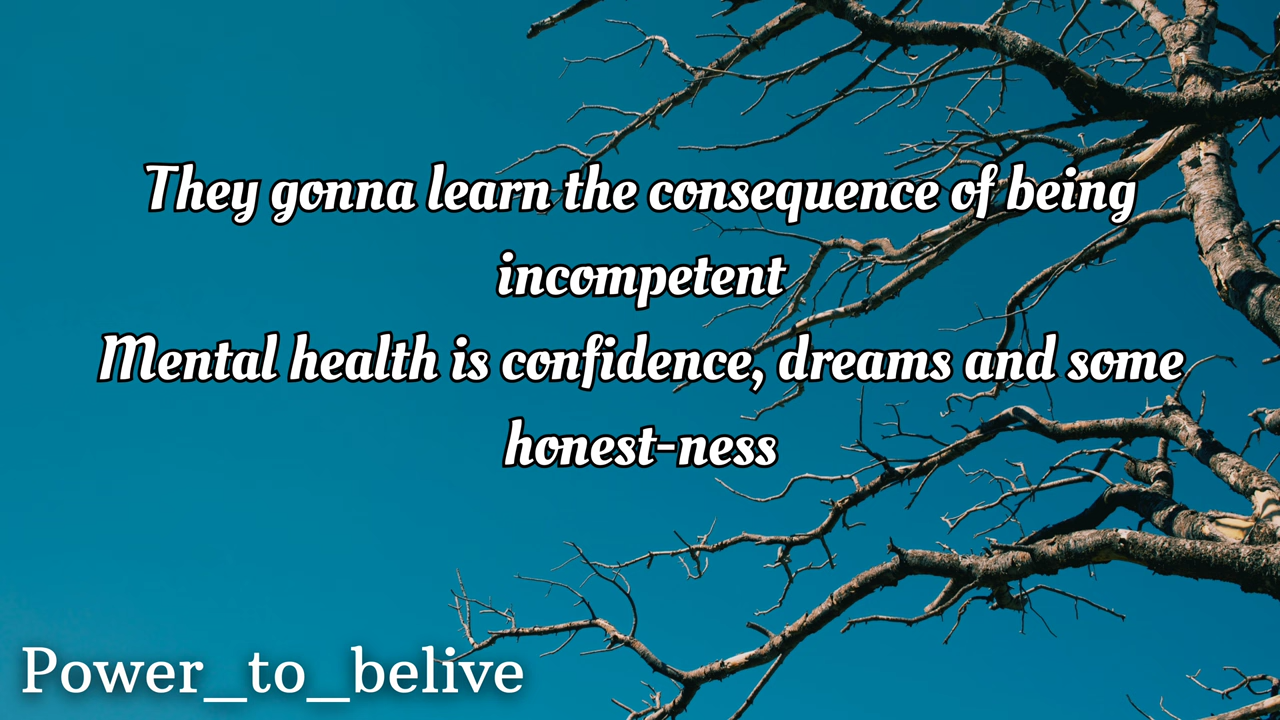 They gonna learn the consequence of being
incompetent
Mental health is confidence, dreams and some
honest-ness
Power_to_belive